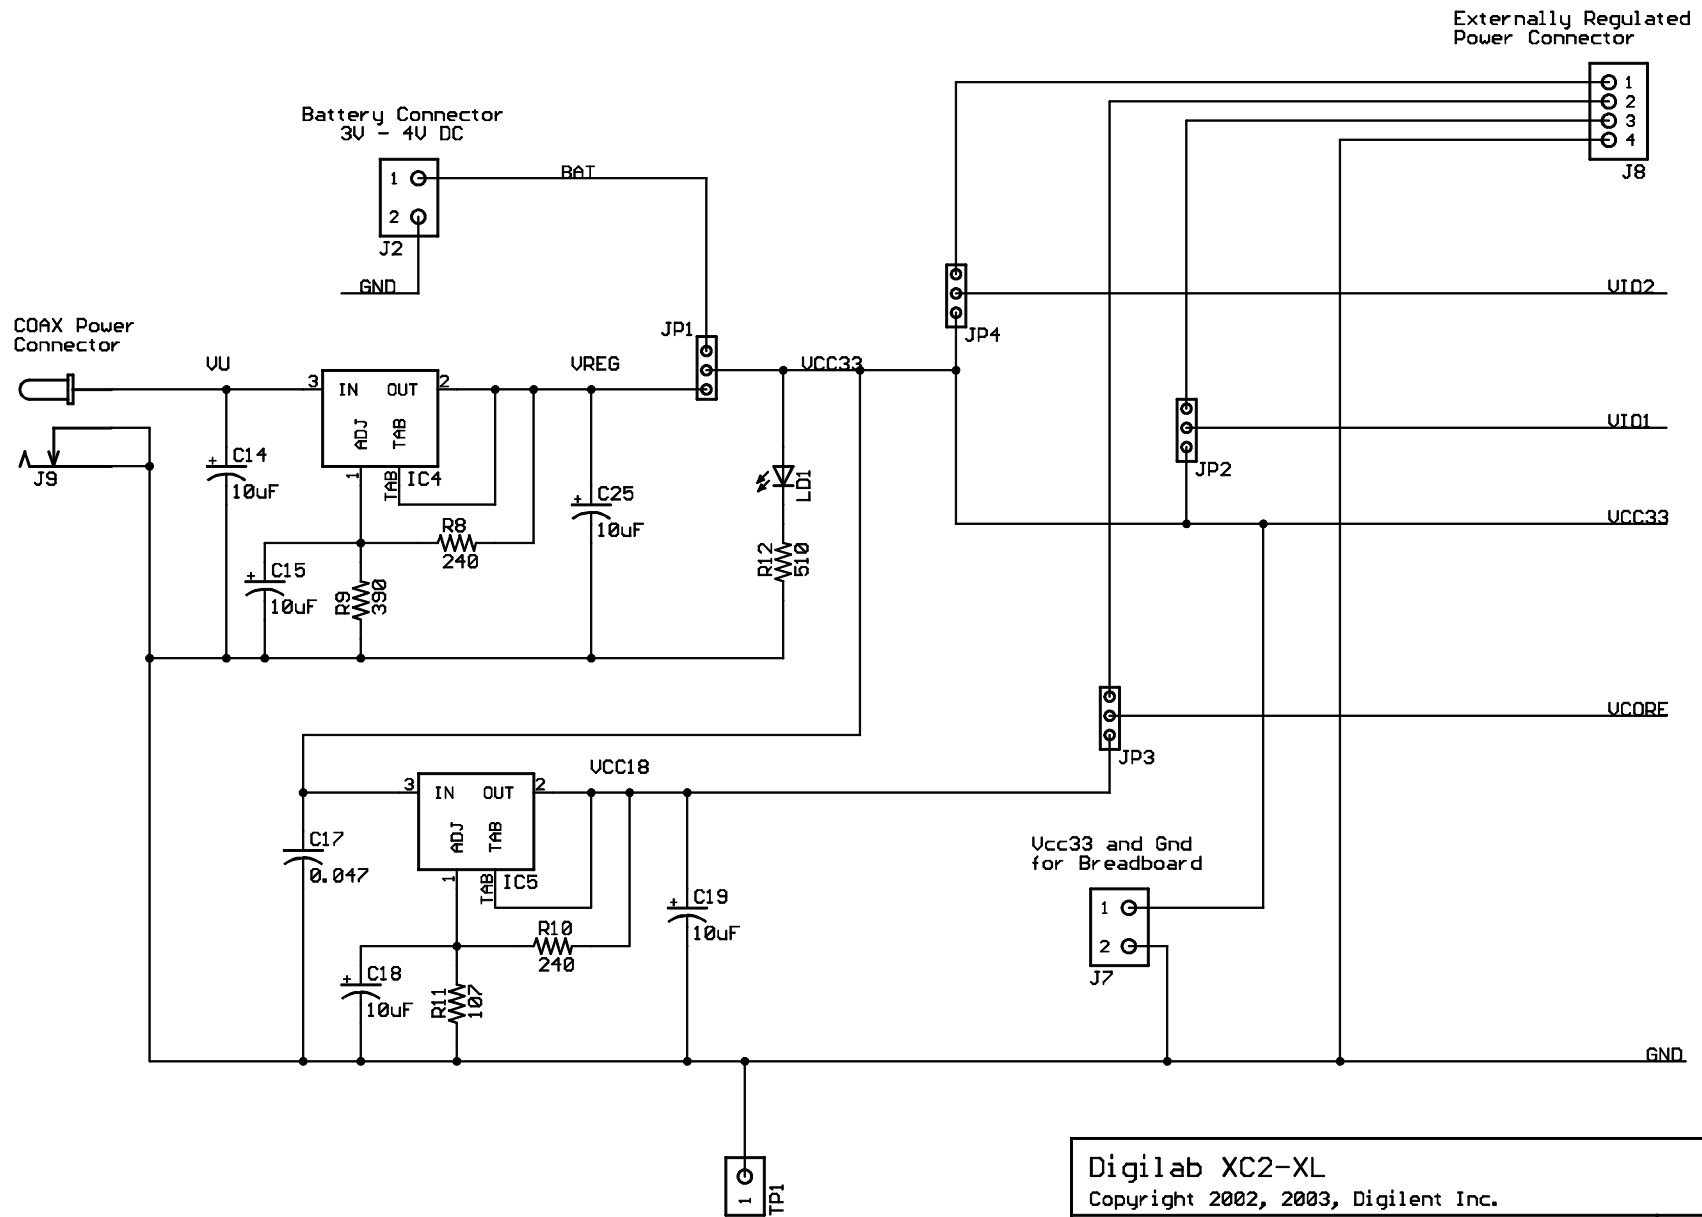 Externally Regulated
Power Connector
1
2
3
4
J8
Battery Connector
3V - 4V DC
1
2
J2
BAT
GND
VIO2
JP4
COAX Power
Connector
JP1
VU
VREG
VCC33
3
IN
OUT
2
ADJ
TAB
1
TAB
IC4
J9
+
C14
10uF
+
C25
10uF
LD1
R8
240
R12
510
+
C15
10uF
R9
390
VIO1
JP2
VCC33
VCORE
JP3
VCC18
3
IN
OUT
2
ADJ
TAB
1
TAB
IC5
C17
0.047
+
C19
10uF
R10
240
+
C18
10uF
R11
107
Vcc33 and Gnd
for Breadboard
1
2
J7
GND
1
TP1
Digilab XC2-XL
Copyright 2002, 2003, Digilent Inc.